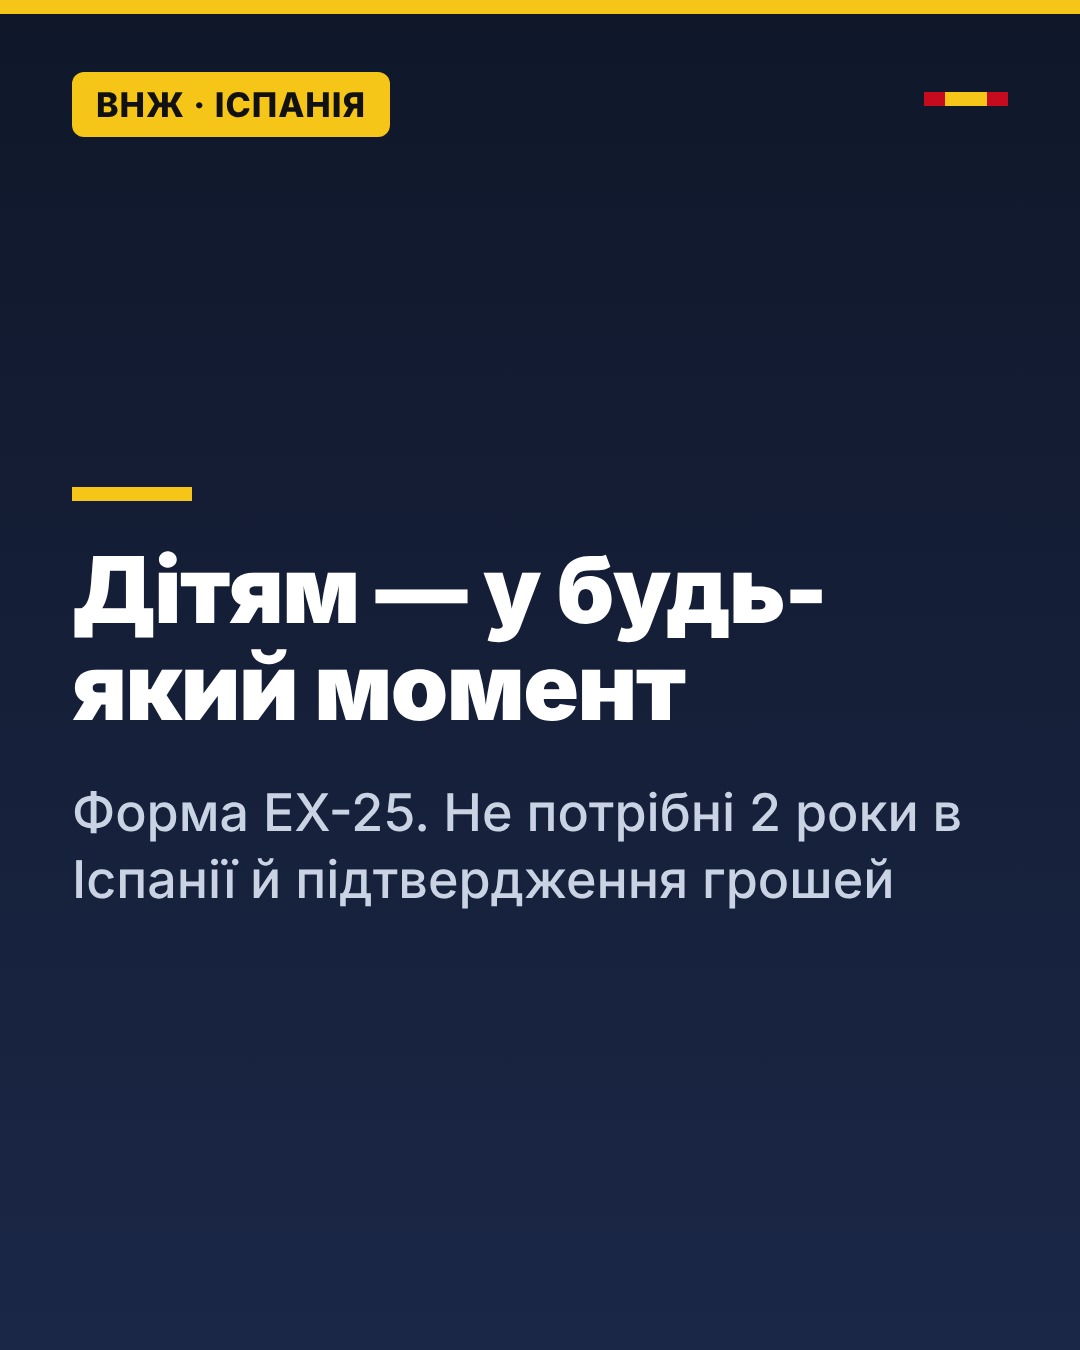 ВНЖ · ІСПАНІЯ
Дітям — у будь-
який момент
Форма EX-25. Не потрібні 2 роки в
Іспанії й підтвердження грошей